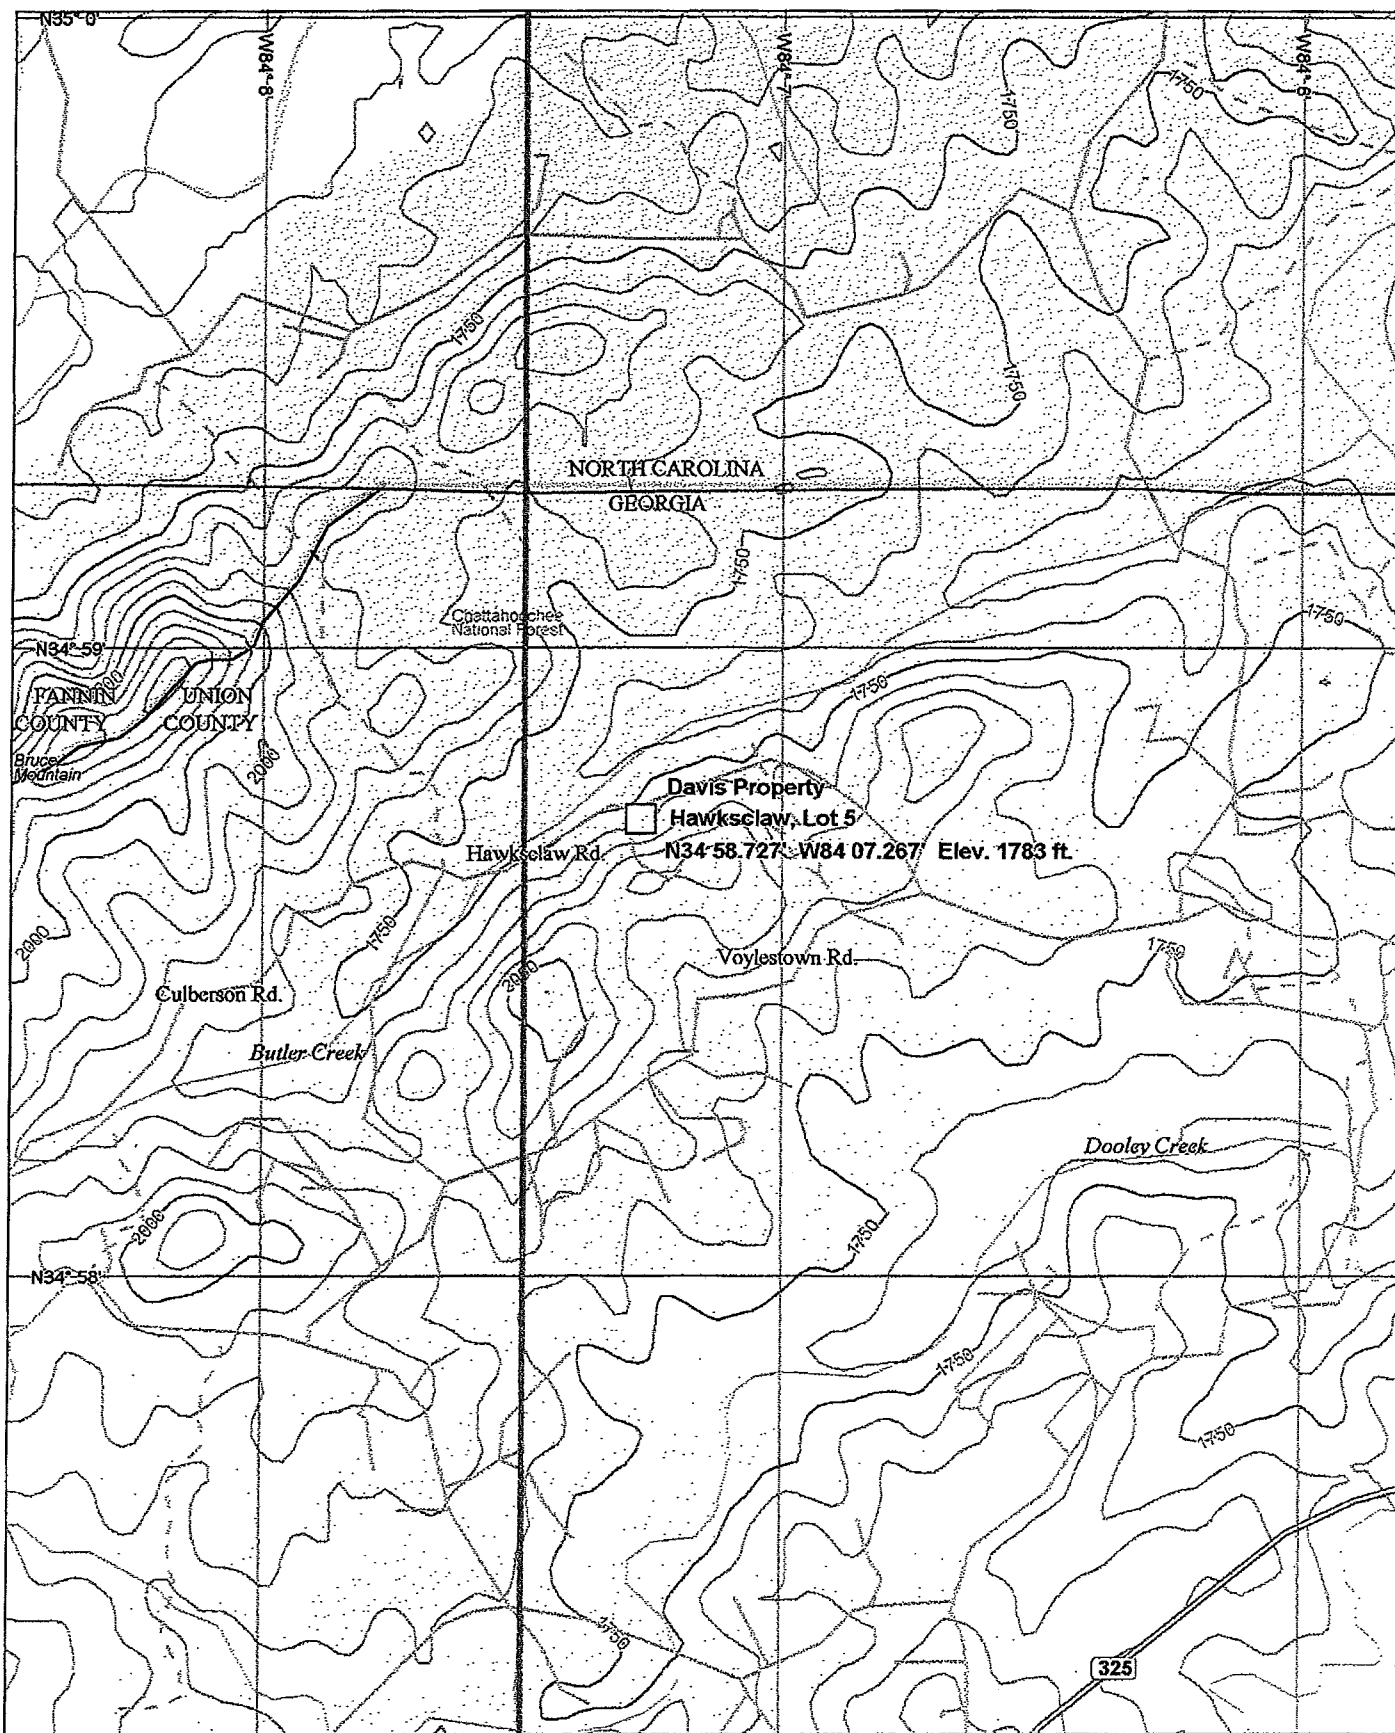 N35° 0'
W84° 8'
W84° 7'
W84° 6'
1750
1750
1750
1750
NORTH CAROLINA
GEORGIA
1750
Chattahoochee
National Forest
1750
N34° 59'
1750
FANNIN
COUNTY
UNION
COUNTY
Bruce
Mountain
2000
Davis Property
Hawksclaw, Lot 5
Hawksclaw Rd.
N34 58.727' W84 07.267' Elev. 1783 ft.
2000
1750
Voylestown Rd.
1750
2000
Culberson Rd.
Butler Creek
Dooley Creek
2000
1750
N34° 58'
1750
1750
1750
325